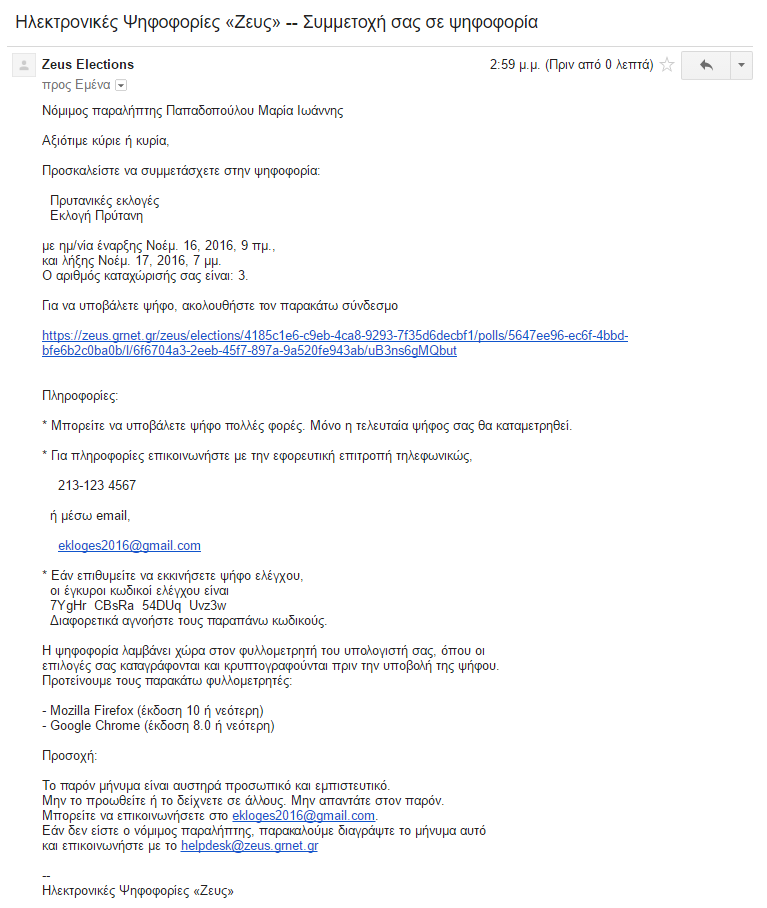 Ηλεκτρονικές Ψηφοφορίες «Ζευς» -- Συμμετοχή σας σε ψηφοφορία
Zeus Elections
2:59 μ.μ. (Πριν από 0 λεπτά)
προς Εμένα
Νόμιμος παραλήπτης Παπαδοπούλου Μαρία Ιωάννης
Αξιότιμε κύριε ή κυρία,
Προσκαλείστε να συμμετάσχετε στην ψηφοφορία:
Πρυτανικές εκλογές
Εκλογή Πρύτανη
με ημ/νία έναρξης Νοέμ. 16, 2016, 9 πμ.,
και λήξης Νοέμ. 17, 2016, 7 μμ.
Ο αριθμός καταχώρισής σας είναι: 3.
Για να υποβάλετε ψήφο, ακολουθήστε τον παρακάτω σύνδεσμο
https://zeus.grnet.gr/zeus/elections/4185c1e6-c9eb-4ca8-9293-7f35d6decbf1/polls/5647ee96-ec6f-4bbd-
bfe6b2c0ba0b/l/6f6704a3-2eeb-45f7-897a-9a520fe943ab/uB3ns6gMQbut
Πληροφορίες:
* Μπορείτε να υποβάλετε ψήφο πολλές φορές. Μόνο η τελευταία ψήφος σας θα καταμετρηθεί.
* Για πληροφορίες επικοινωνήστε με την εφορευτική επιτροπή τηλεφωνικώς,
213-123 4567
ή μέσω email,
ekloges2016@gmail.com
* Εάν επιθυμείτε να εκκινήσετε ψήφο ελέγχου,
οι έγκυροι κωδικοί ελέγχου είναι
7YgHr CBsRa 54DUq Uvz3w
Διαφορετικά αγνοήστε τους παραπάνω κωδικούς.
Η ψηφοφορία λαμβάνει χώρα στον φυλλομετρητή του υπολογιστή σας, όπου οι
επιλογές σας καταγράφονται και κρυπτογραφούνται πριν την υποβολή της ψήφου.
Προτείνουμε τους παρακάτω φυλλομετρητές:
- Mozilla Firefox (έκδοση 10 ή νεότερη)
- Google Chrome (έκδοση 8.0 ή νεότερη)
Προσοχή:
Το παρόν μήνυμα είναι αυστηρά προσωπικό και εμπιστευτικό.
Μην το προωθείτε ή το δείχνετε σε άλλους. Μην απαντάτε στον παρόν.
Μπορείτε να επικοινωνήσετε στο ekloges2016@gmail.com.
Εάν δεν είστε ο νόμιμος παραλήπτης, παρακαλούμε διαγράψτε το μήνυμα αυτό
και επικοινωνήστε με το helpdesk@zeus.grnet.gr
--
Ηλεκτρονικές Ψηφοφορίες «Ζευς»